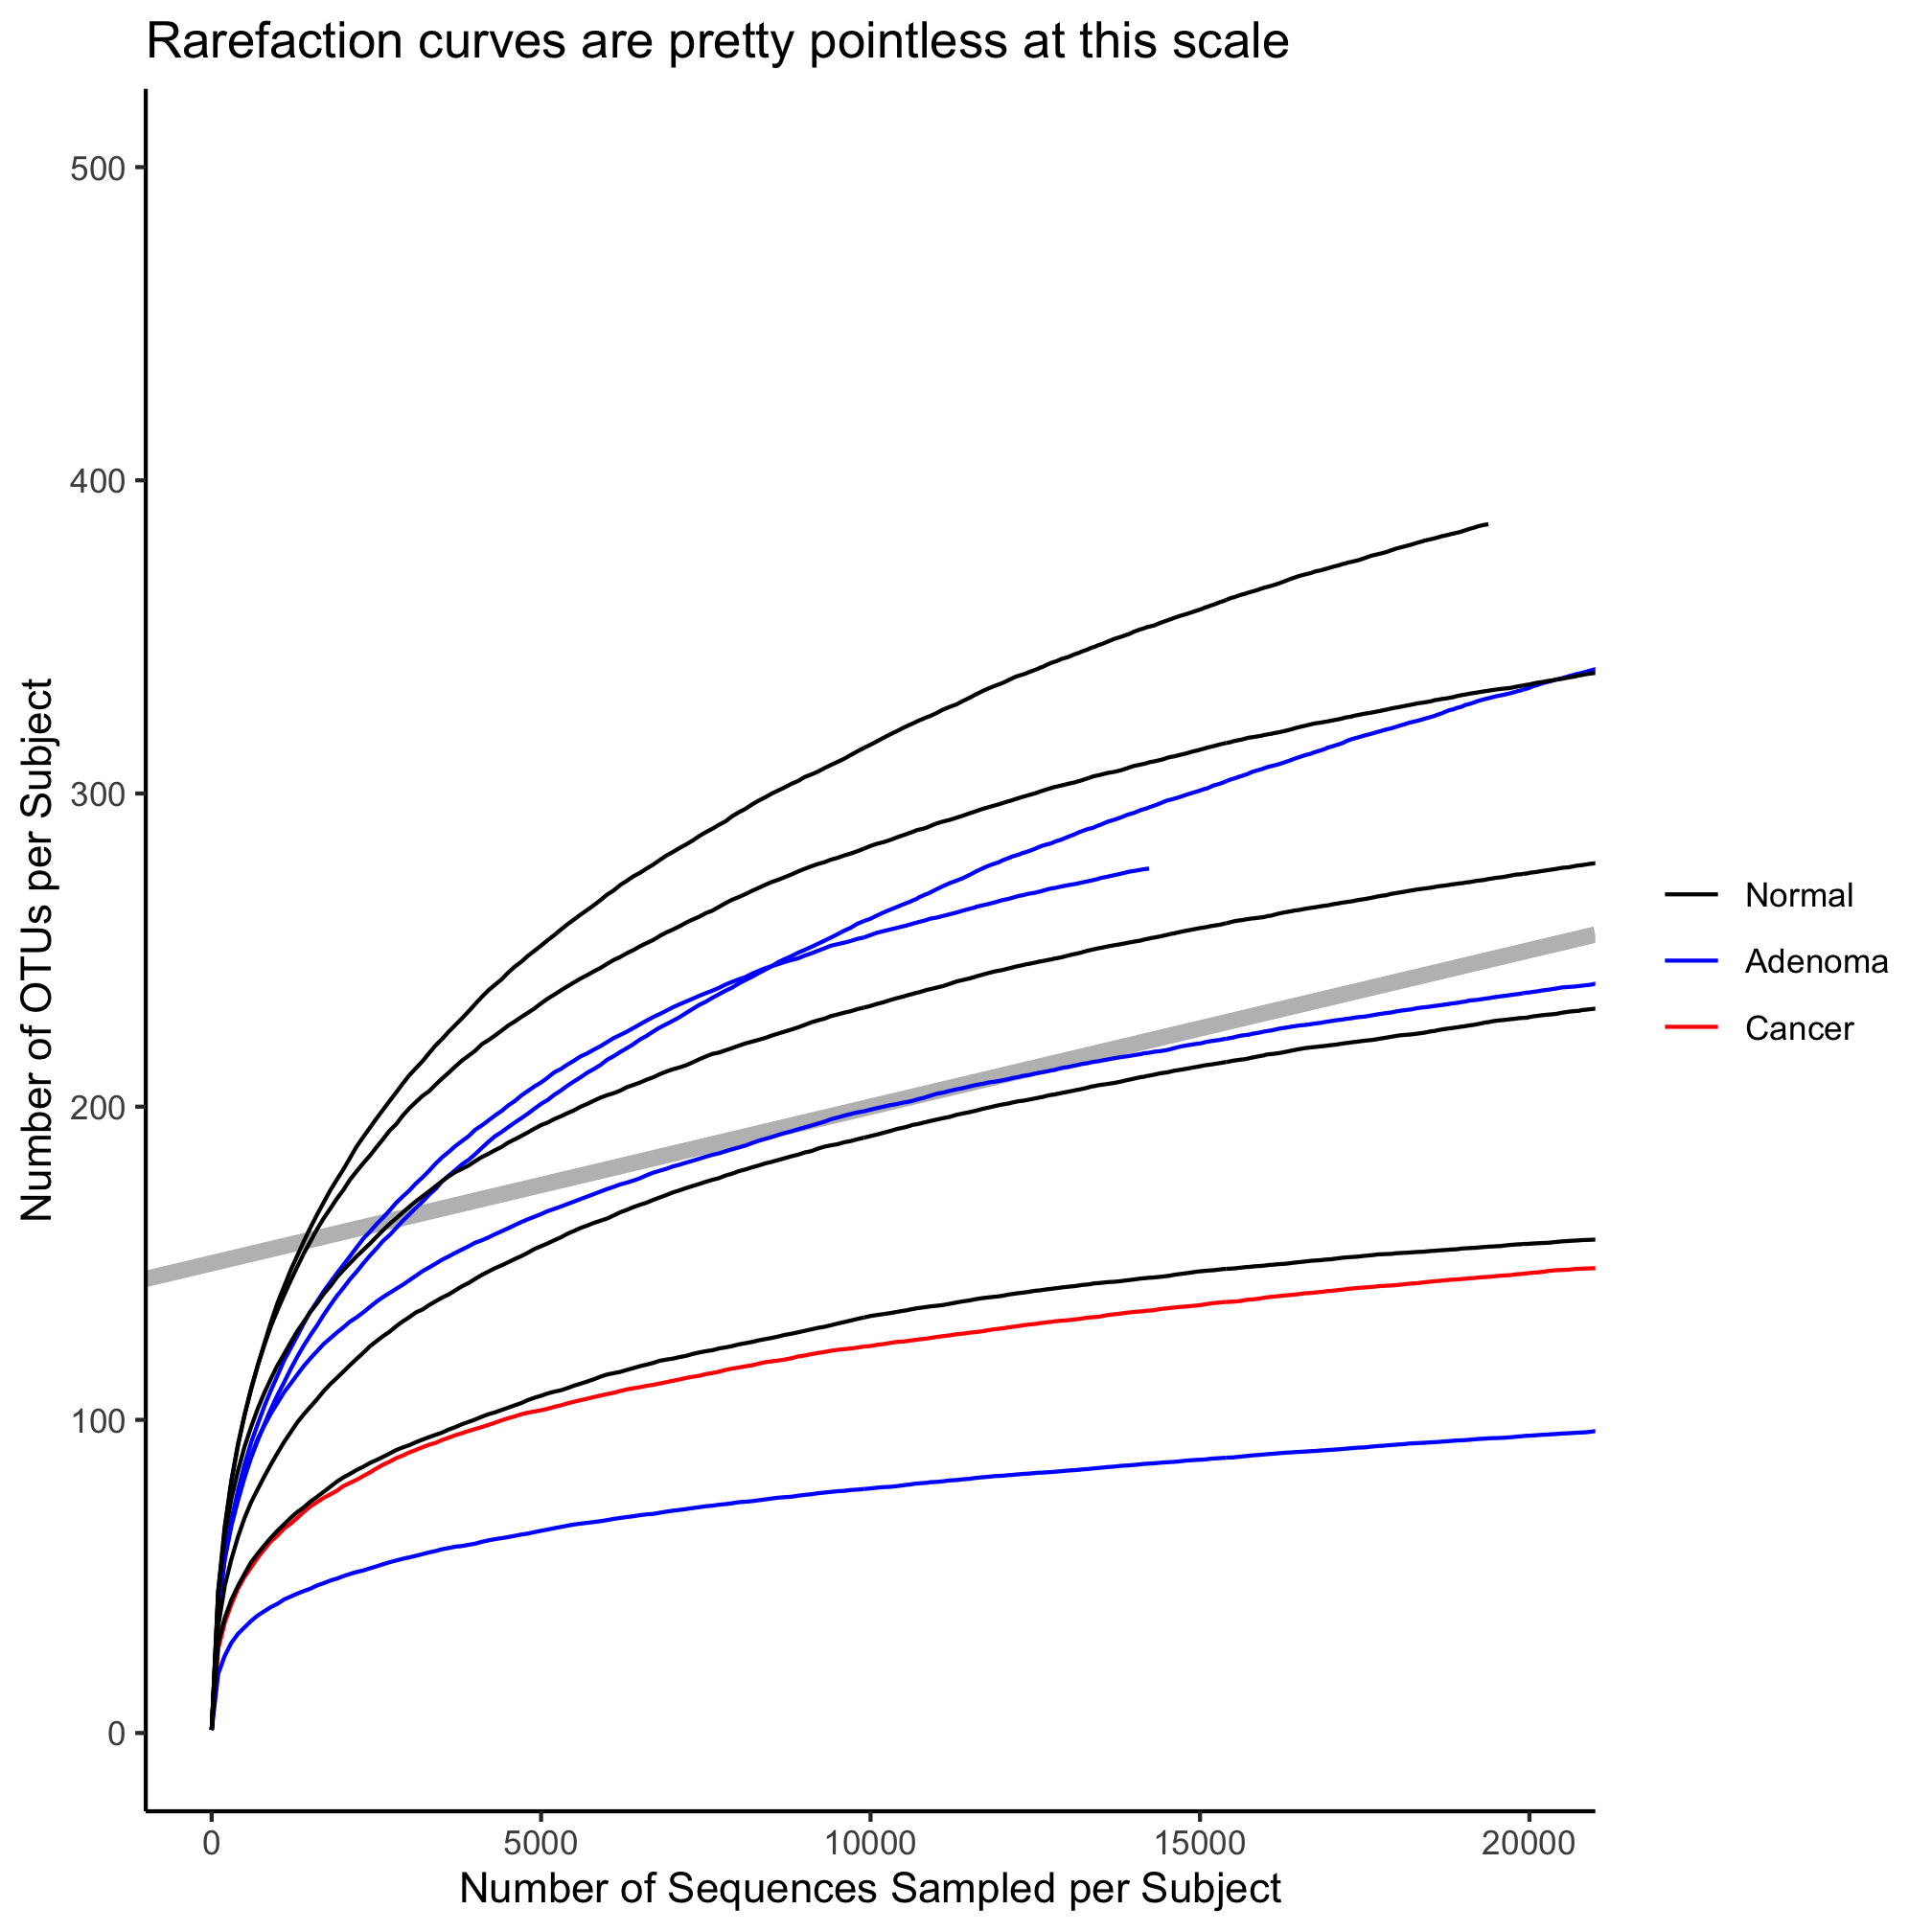 Rarefaction curves are pretty pointless at this scale
Number of OTUs per Subject
500
400
300
200
100
0
0 5000 10000 15000 20000
Number of Sequences Sampled per Subject
Normal
Adenoma
Cancer